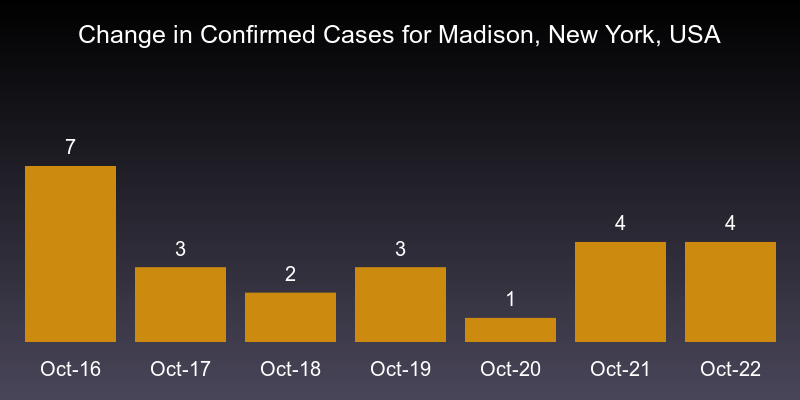 Change in Confirmed Cases for Madison, New York, USA
7
3
2
3
1
4
4
Oct-16
Oct-17
Oct-18
Oct-19
Oct-20
Oct-21
Oct-22